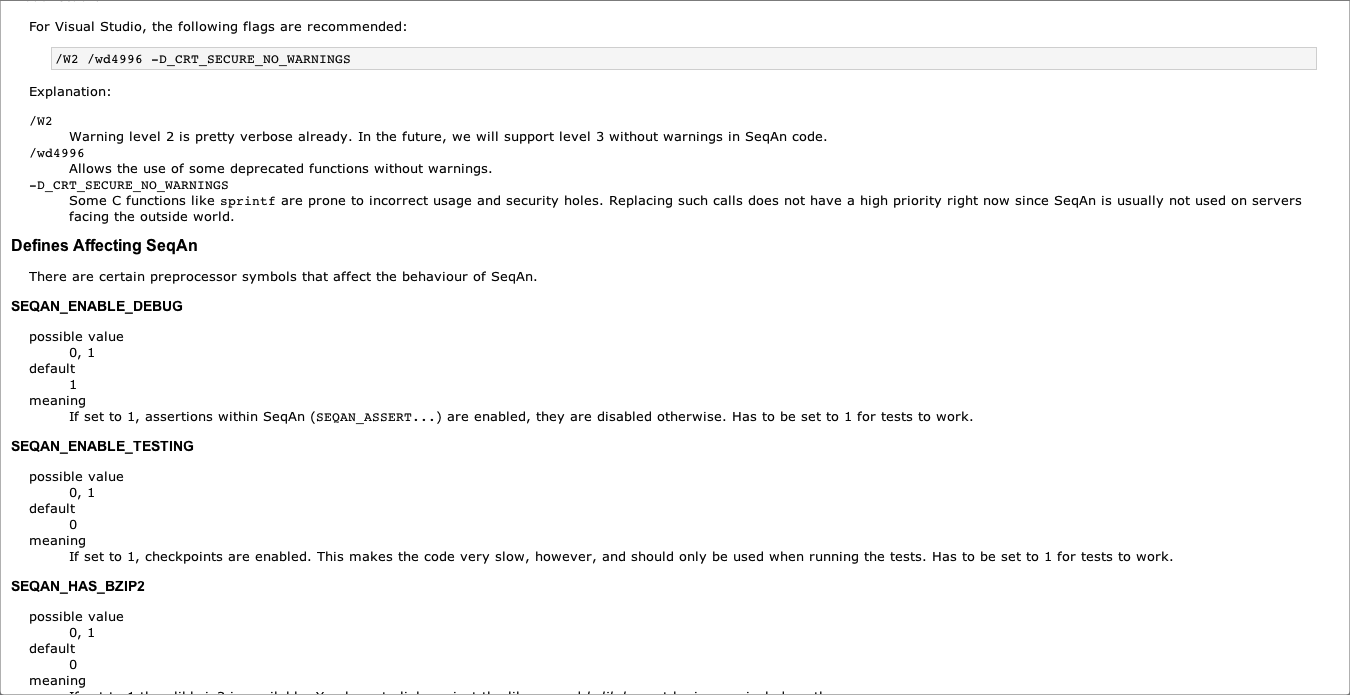 For Visual Studio, the following flags are recommended:
/W2 /wd4996 -D_CRT_SECURE_NO_WARNINGS
Explanation:
/W2
Warning level 2 is pretty verbose already. In the future, we will support level 3 without warnings in SeqAn code.
/wd4996
Allows the use of some deprecated functions without warnings.
-D_CRT_SECURE_NO_WARNINGS
Some C functions like sprintf are prone to incorrect usage and security holes. Replacing such calls does not have a high priority right now since SeqAn is usually not used on servers
facing the outside world.
Defines Affecting SeqAn
There are certain preprocessor symbols that affect the behaviour of SeqAn.
SEQAN_ENABLE_DEBUG
possible value
0, 1
default
1
meaning
If set to 1, assertions within SeqAn (SEQAN_ASSERT...) are enabled, they are disabled otherwise. Has to be set to 1 for tests to work.
SEQAN_ENABLE_TESTING
possible value
0, 1
default
0
meaning
If set to 1, checkpoints are enabled. This makes the code very slow, however, and should only be used when running the tests. Has to be set to 1 for tests to work.
SEQAN_HAS_BZIP2
possible value
0, 1
default
0
meaning